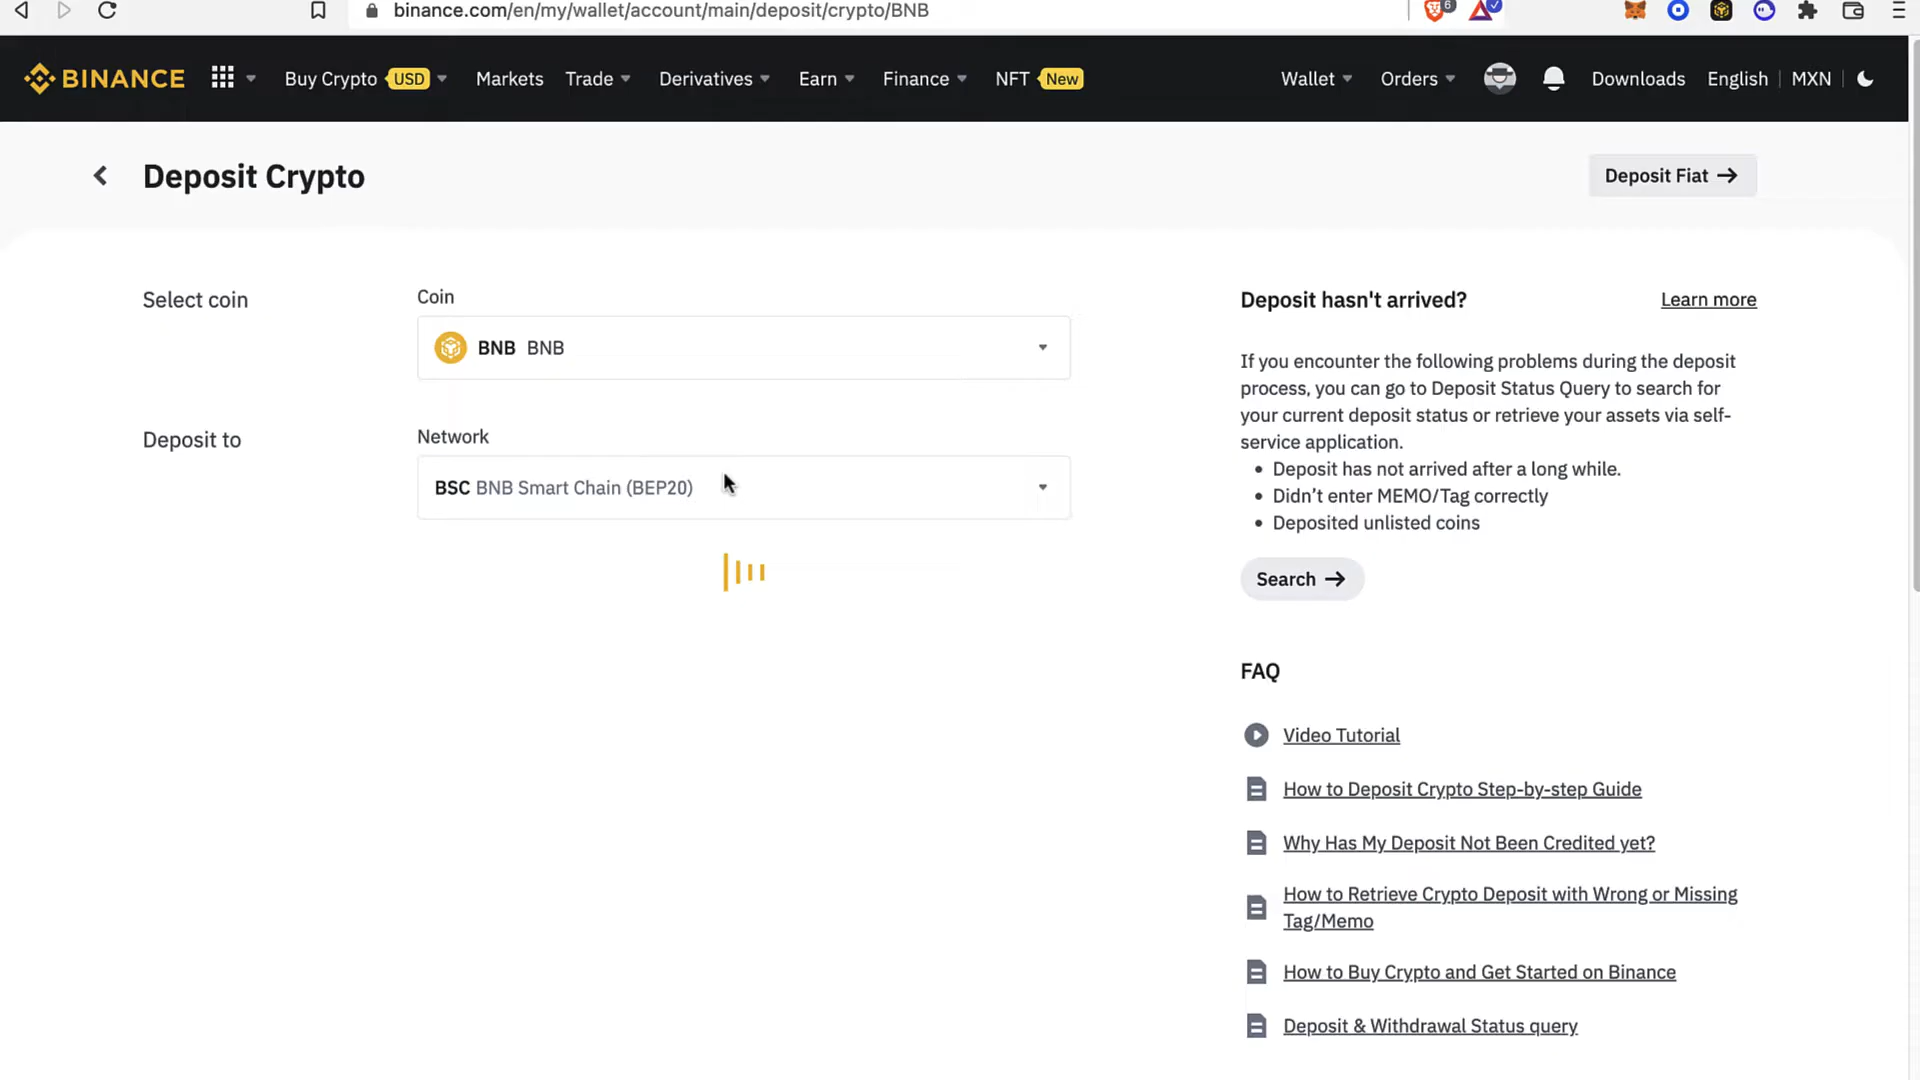 binance.com/en/my/wallet/account/main/deposit/crypto/BNB
6
BINANCE
Buy Crypto USD
Markets
Trade
Derivatives
Earn
Finance
NFT New
Wallet
Orders
Downloads
English
MXN
Deposit Crypto
Deposit Fiat →
Select coin
Coin
BNB BNB
Deposit to
Network
BSC BNB Smart Chain (BEP20)
Deposit hasn't arrived?
Learn more
If you encounter the following problems during the deposit
process, you can go to Deposit Status Query to search for
your current deposit status or retrieve your assets via self-
service application.
• Deposit has not arrived after a long while.
• Didn’t enter MEMO/Tag correctly
• Deposited unlisted coins
Search →
FAQ
Video Tutorial
How to Deposit Crypto Step-by-step Guide
Why Has My Deposit Not Been Credited yet?
How to Retrieve Crypto Deposit with Wrong or Missing
Tag/Memo
How to Buy Crypto and Get Started on Binance
Deposit & Withdrawal Status query